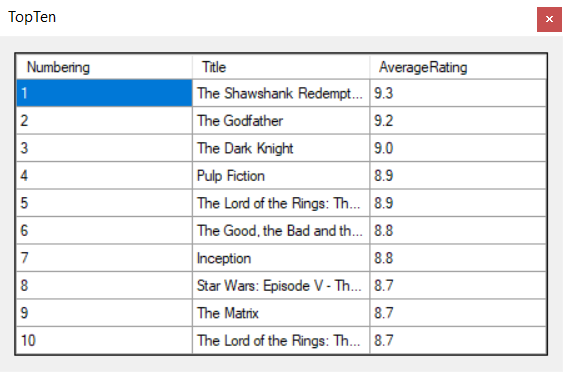 TopTen
Numbering Title AverageRating
1 The Shawshank Redempt... 9.3
2 The Godfather 9.2
3 The Dark Knight 9.0
4 Pulp Fiction 8.9
5 The Lord of the Rings: Th... 8.9
6 The Good, the Bad and th... 8.8
7 Inception 8.8
8 Star Wars: Episode V - Th... 8.7
9 The Matrix 8.7
10 The Lord of the Rings: Th... 8.7